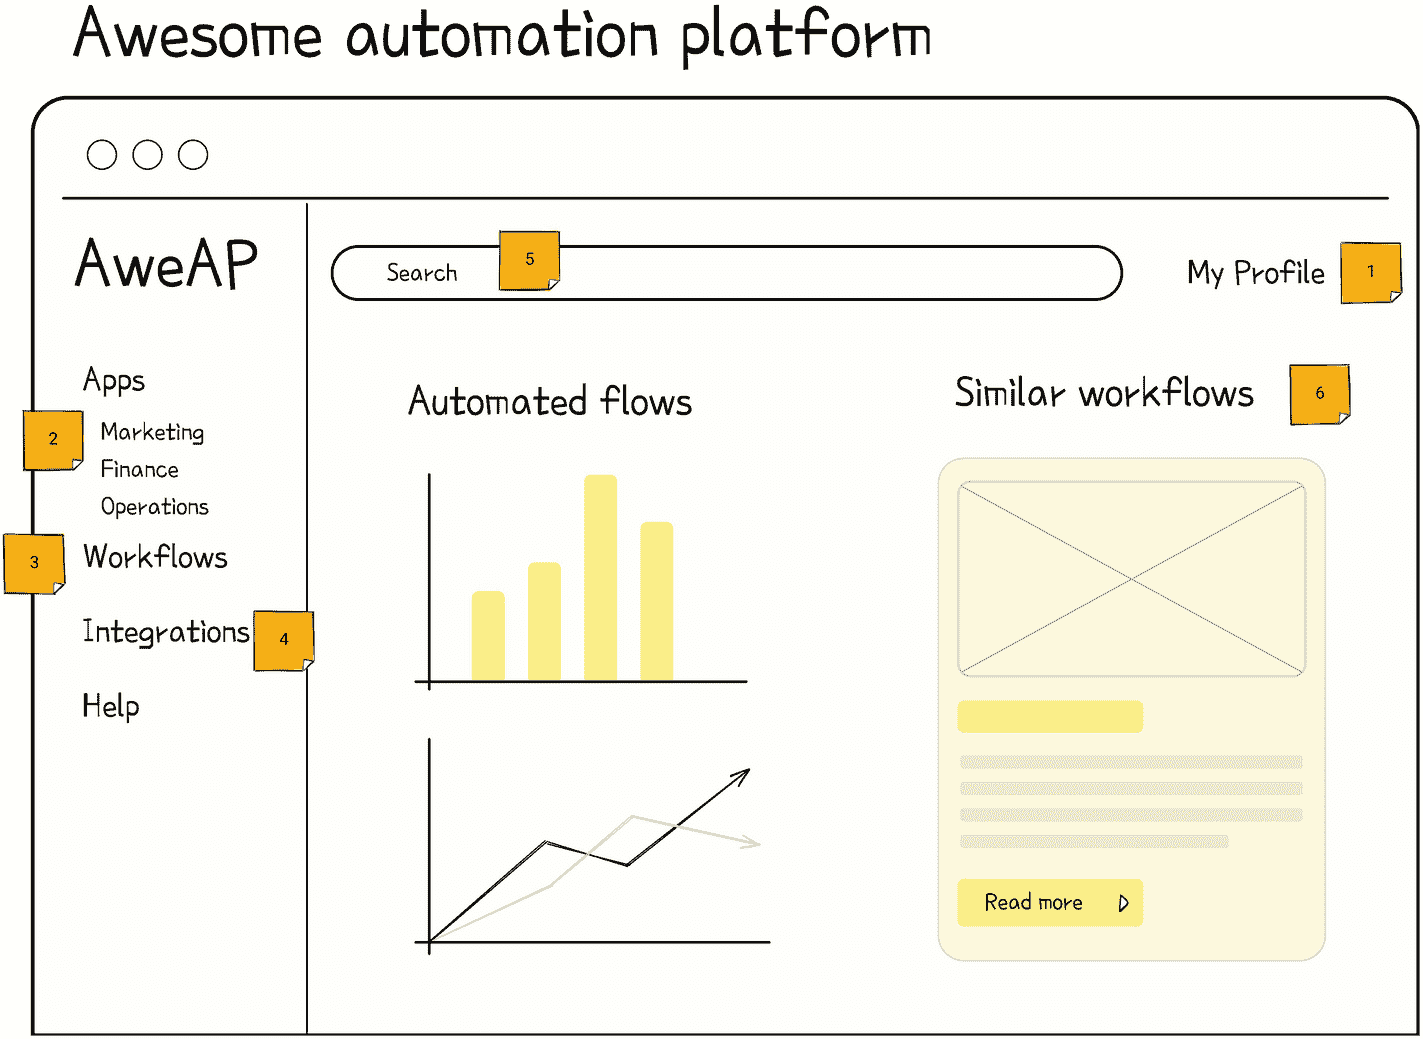 Awesome automation platform
AweAP
Search
5
My Profile
1
Apps
2
Marketing
Finance
Operations
3
Workflows
Integrations
4
Help
Automated flows
Similar workflows
6
Read more